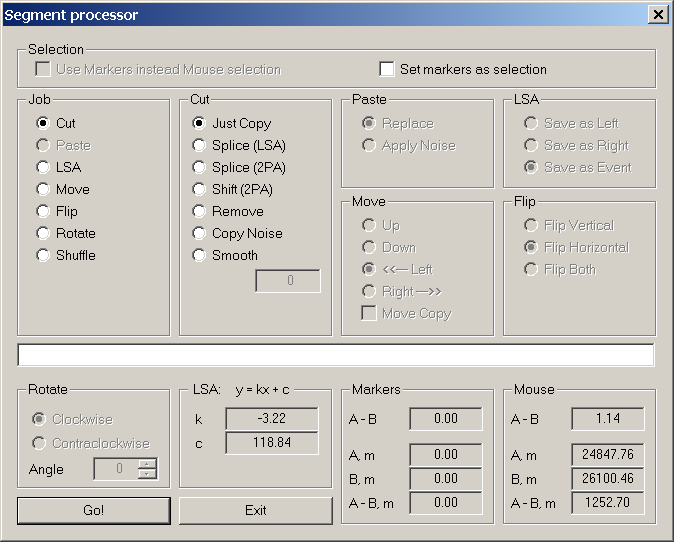 Segment processor
Selection
Use Markers instead Mouse selection
Set markers as selection
Job
Cut
Paste
LSA
Move
Flip
Rotate
Shuffle
Cut
Just Copy
Splice (LSA)
Splice (2PA)
Shift (2PA)
Remove
Copy Noise
Smooth
0
Paste
Replace
Apply Noise
Move
Up
Down
<<--- Left
Right --->>
Move Copy
LSA
Save as Left
Save as Right
Save as Event
Flip
Flip Vertical
Flip Horizontal
Flip Both
Rotate
Clockwise
Contraclockwise
Angle 0
LSA: y = kx + c
k -3.22
c 118.84
Markers
A - B 0.00
A, m 0.00
B, m 0.00
A - B, m 0.00
Mouse
A - B 1.14
A, m 24847.76
B, m 26100.46
A - B, m 1252.70
Go!
Exit